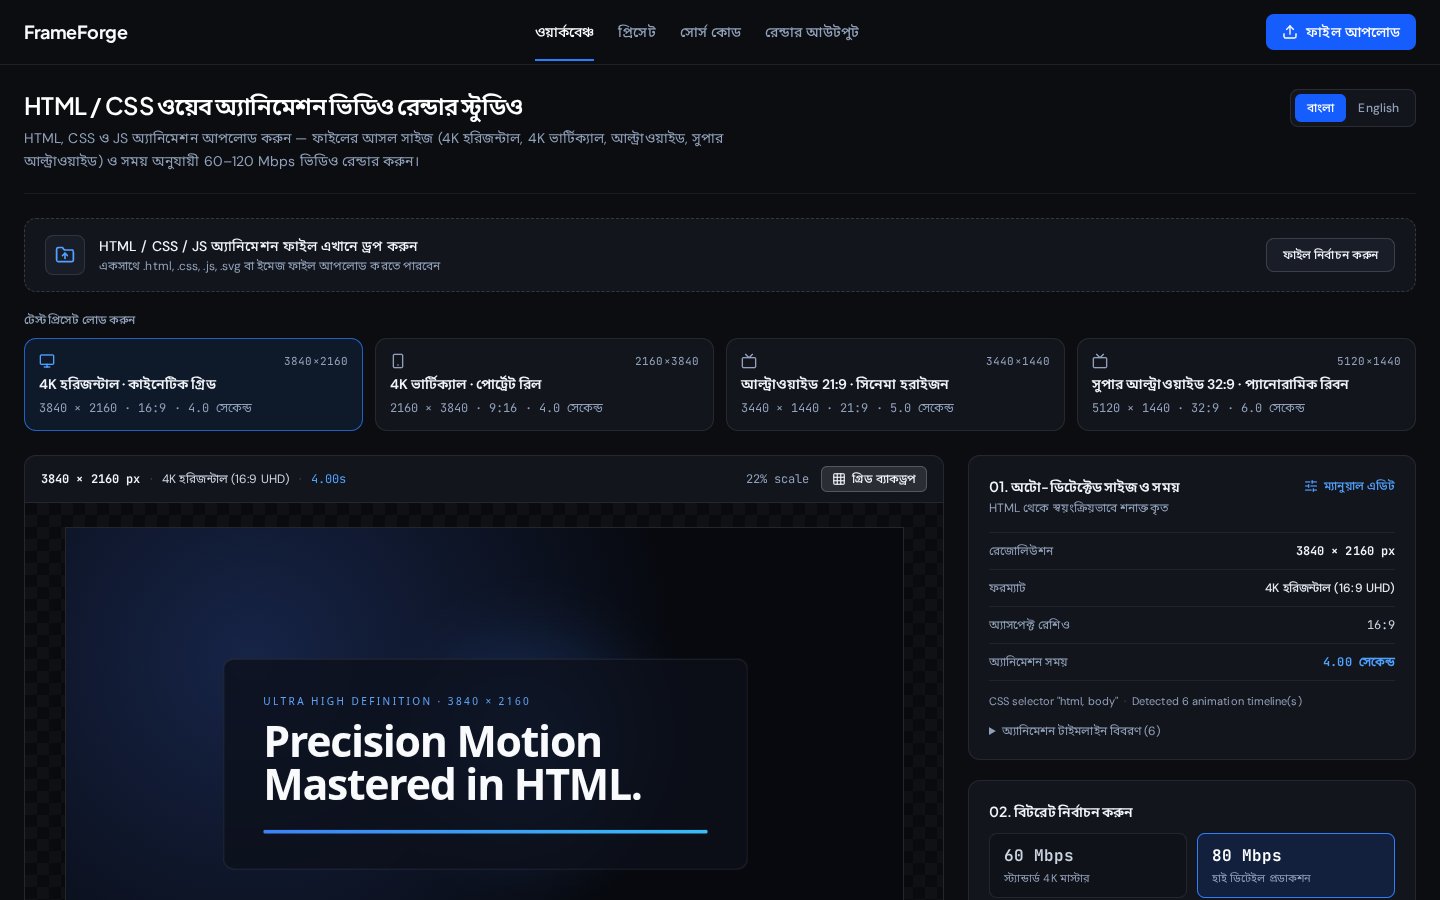 FrameForge
ওয়ার্কবেঞ্চ
প্রিসেট
সোর্স কোড
রেন্ডার আউটপুট
ফাইল আপলোড
HTML / CSS ওয়েব অ্যানিমেশন ভিডিও রেন্ডার স্টুডিও
বাংলা
English
HTML, CSS ও JS অ্যানিমেশন আপলোড করুন — ফাইলের আসল সাইজ (4K হরিজন্টাল, 4K ভার্টিক্যাল, আল্ট্রাওয়াইড, সুপার
আল্ট্রাওয়াইড) ও সময় অনুযায়ী 60–120 Mbps ভিডিও রেন্ডার করুন।
HTML / CSS / JS অ্যানিমেশন ফাইল এখানে ড্রপ করুন
একসাথে .html, .css, .js, .svg বা ইমেজ ফাইল আপলোড করতে পারবেন
ফাইল নির্বাচন করুন
টেস্ট প্রিসেট লোড করুন
3840×2160
4K হরিজন্টাল · কাইনেটিক গ্রিড
3840 × 2160 · 16:9 · 4.0 সেকেন্ড
2160×3840
4K ভার্টিক্যাল · পোর্ট্রেট রিল
2160 × 3840 · 9:16 · 4.0 সেকেন্ড
3440×1440
আল্ট্রাওয়াইড 21:9 · সিনেমা হরাইজন
3440 × 1440 · 21:9 · 5.0 সেকেন্ড
5120×1440
সুপার আল্ট্রাওয়াইড 32:9 · প্যানোরামিক রিবন
5120 × 1440 · 32:9 · 6.0 সেকেন্ড
3840 × 2160 px · 4K হরিজন্টাল (16:9 UHD) · 4.00s
22% scale
গ্রিড ব্যাকড্রপ
ULTRA HIGH DEFINITION · 3840 × 2160
Precision Motion
Mastered in HTML.
01. অটো-ডিটেক্টেড সাইজ ও সময়
ম্যানুয়াল এডিট
HTML থেকে স্বয়ংক্রিয়ভাবে শনাক্তকৃত
রেজোলিউশন
3840 × 2160 px
ফরম্যাট
4K হরিজন্টাল (16:9 UHD)
অ্যাসপেক্ট রেশিও
16:9
অ্যানিমেশন সময়
4.00 সেকেন্ড
CSS selector "html, body" · Detected 6 animation timeline(s)
▶ অ্যানিমেশন টাইমলাইন বিবরণ (6)
02. বিটরেট নির্বাচন করুন
60 Mbps
স্ট্যান্ডার্ড 4K মাস্টার
80 Mbps
হাই ডিটেইল প্রডাকশন